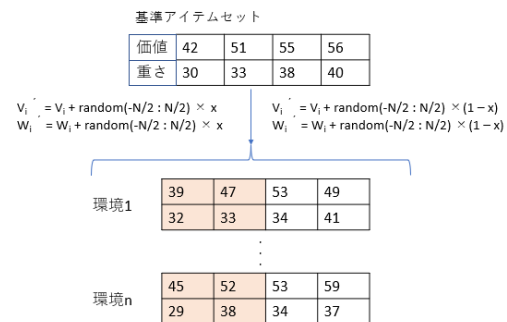 基準アイテムセット
価値 42 51 55 56
重さ 30 33 38 40
Vi´ = Vi + random(-N/2 : N/2) × x
Wi´ = Wi + random(-N/2 : N/2) × x
Vi´ = Vi + random(-N/2 : N/2) × (1 – x)
Wi´ = Wi + random(-N/2 : N/2) × (1 – x)
39 47 53 49
環境1
32 33 34 41
⋮
45 52 53 59
環境n
29 38 34 37